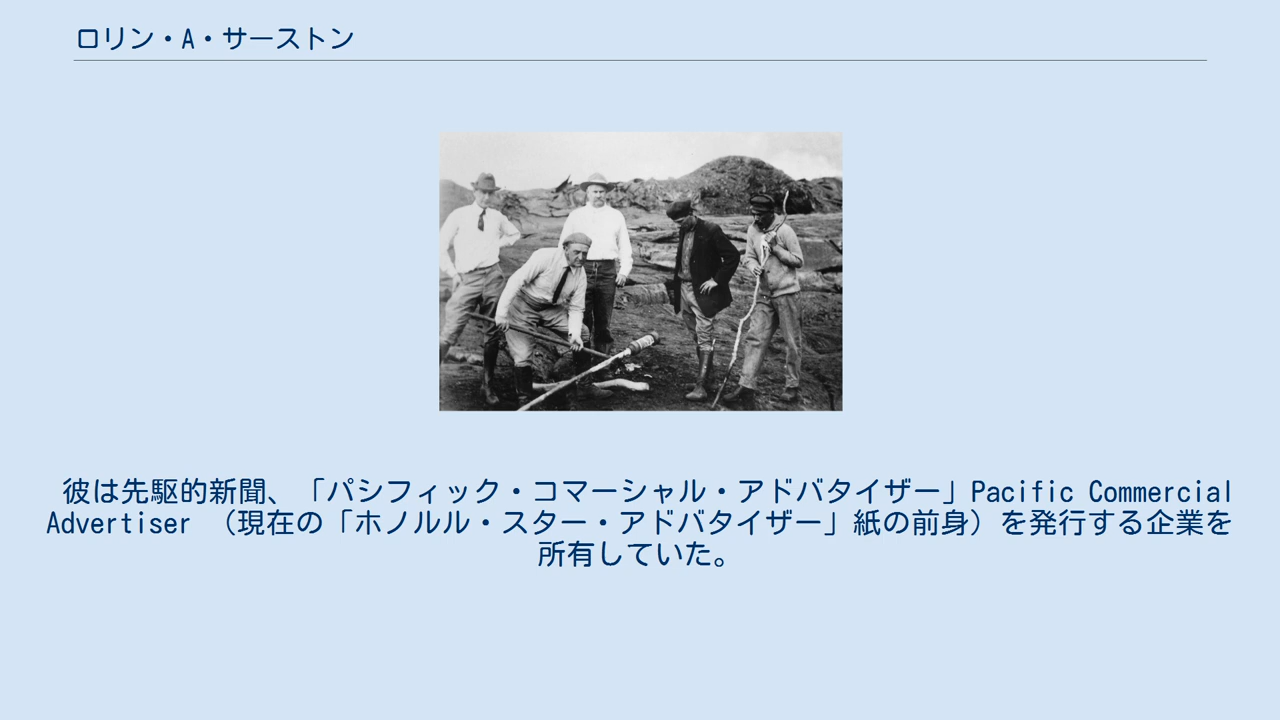 ロリン・A・サーストン
彼は先駆的新聞、「パシフィック・コマーシャル・アドバタイザー」Pacific Commercial
Advertiser （現在の「ホノルル・スター・アドバタイザー」紙の前身）を発行する企業を
所有していた。